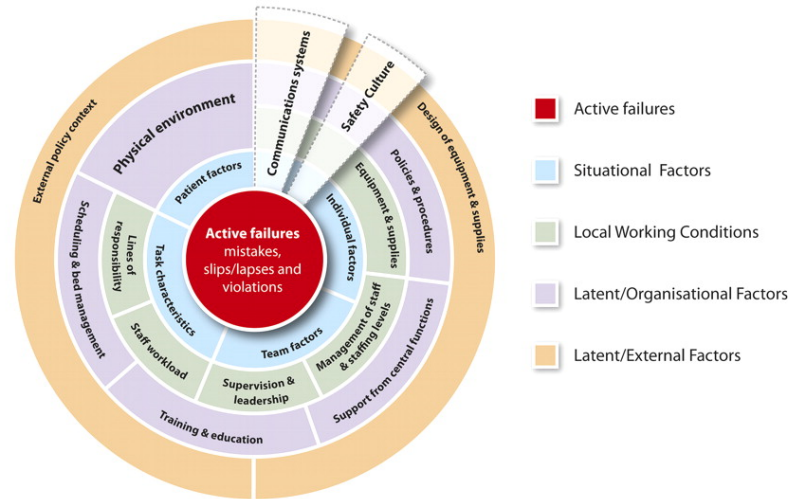 Communications systems
Safety Culture
External policy context
Physical environment
Design of equipment & supplies
Policies & procedures
Patient factors
Equipment & supplies
Individual factors
Scheduling & bed management
Lines of
responsibility
Task characteristics
Active failures
mistakes,
slips/lapses and
violations
Team factors
Management of staff
& staffing levels
Staff workload
Supervision &
leadership
Support from central functions
Training & education
Active failures
Situational Factors
Local Working Conditions
Latent/Organisational Factors
Latent/External Factors